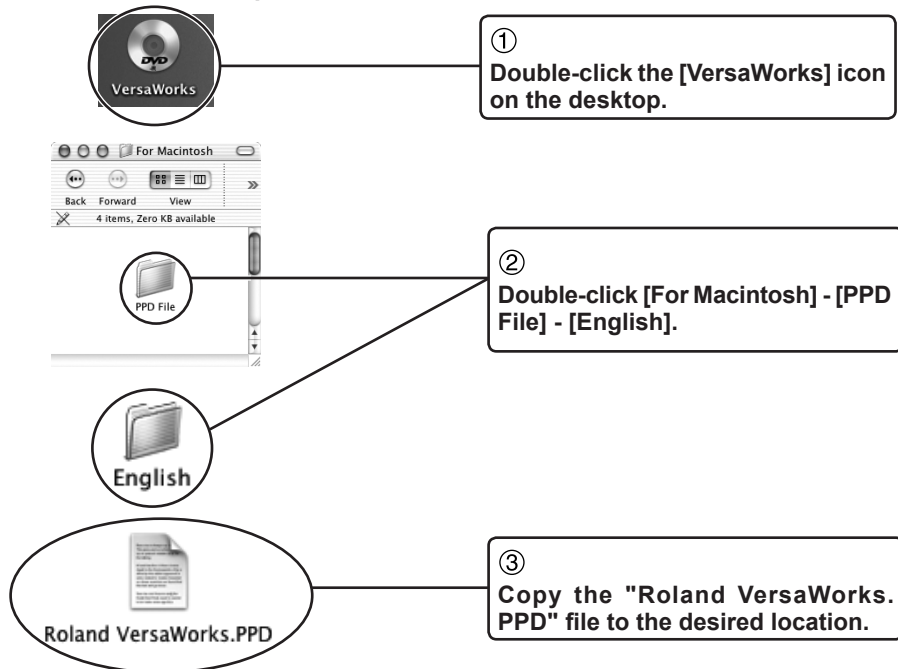 DVD
VersaWorks
①
Double-click the [VersaWorks] icon
on the desktop.
For Macintosh
Back Forward View
4 items, Zero KB available
PPD File
②
Double-click [For Macintosh] - [PPD
File] - [English].
English
Roland VersaWorks.PPD
③
Copy the "Roland VersaWorks.
PPD" file to the desired location.